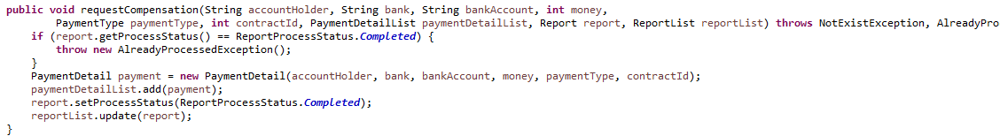 public void requestCompensation(String accountHolder, String bank, String bankAccount, int money,
PaymentType paymentType, int contractId, PaymentDetailList paymentDetailList, Report report, ReportList reportList) throws NotExistException, AlreadyPro
if (report.getProcessStatus() == ReportProcessStatus.Completed) {
throw new AlreadyProcessedException();
}
PaymentDetail payment = new PaymentDetail(accountHolder, bank, bankAccount, money, paymentType, contractId);
paymentDetailList.add(payment);
report.setProcessStatus(ReportProcessStatus.Completed);
reportList.update(report);
}